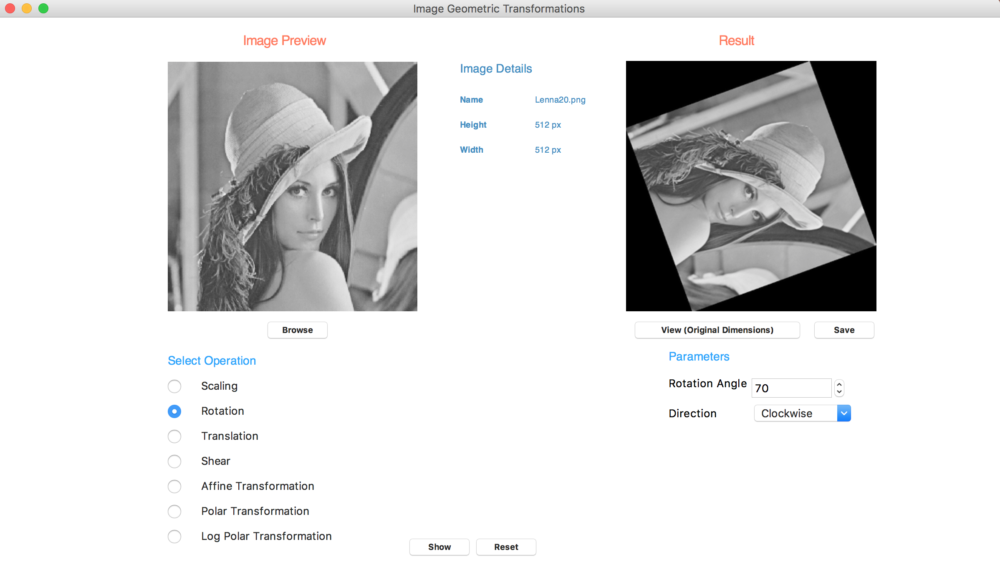 Image Geometric Transformations
Image Preview
Result
Image Details
Name Lenna20.png
Height 512 px
Width 512 px
Browse
View (Original Dimensions) Save
Select Operation
Parameters
Scaling
Rotation Angle 70
Rotation
Direction Clockwise
Translation
Shear
Affine Transformation
Polar Transformation
Log Polar Transformation
Show Reset